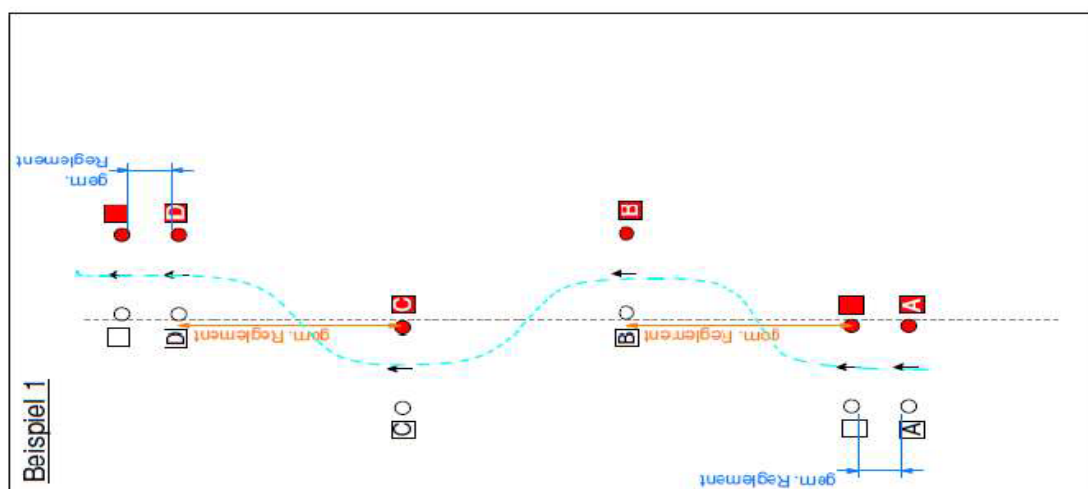 Beispiel 1
gem.
Reglement
D
D
gem. Reglement
C
C
B
B
gem. Reglement
A
A
gem. Reglement